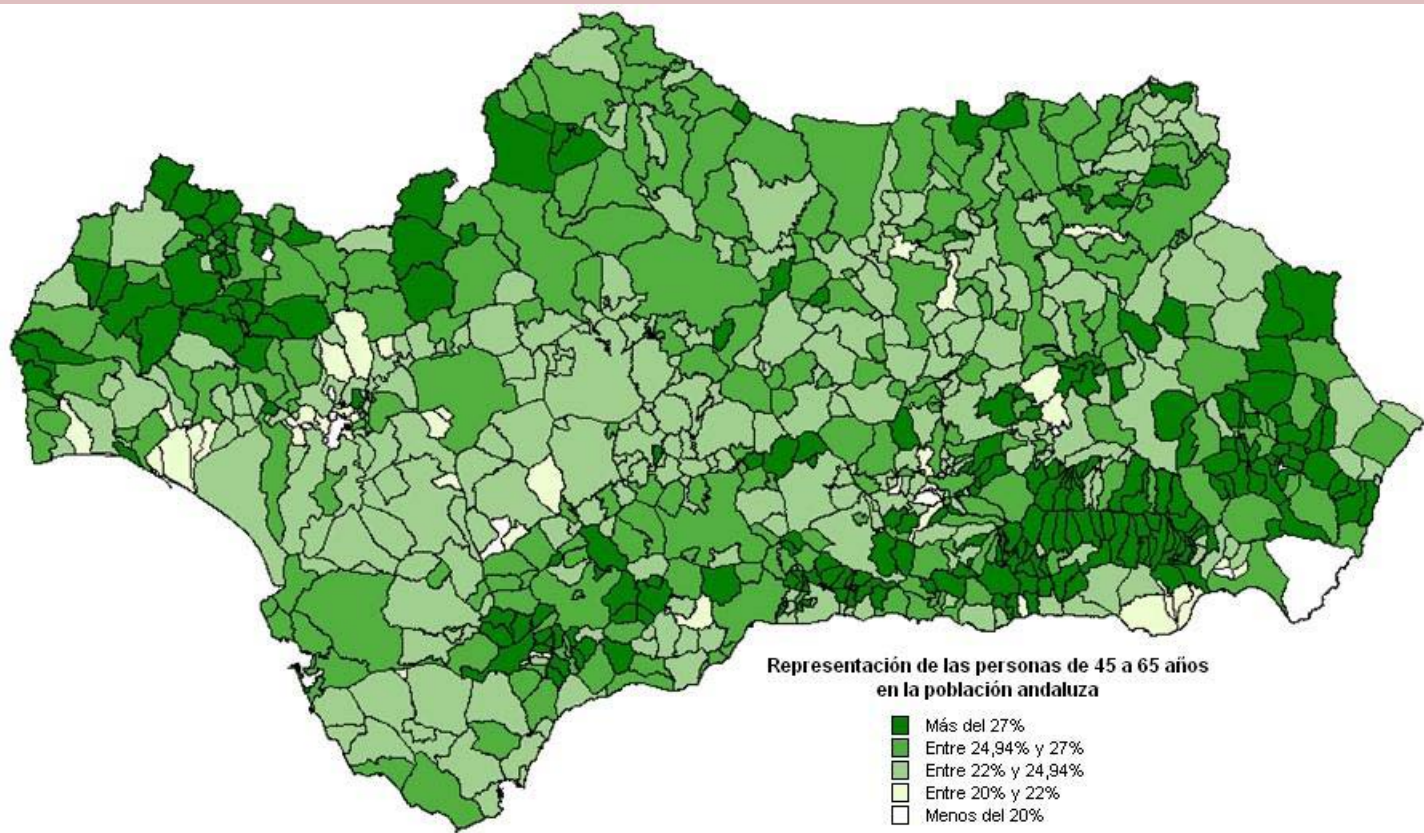 Representación de las personas de 45 a 65 años
en la población andaluza
Más del 27%
Entre 24,94% y 27%
Entre 22% y 24,94%
Entre 20% y 22%
Menos del 20%